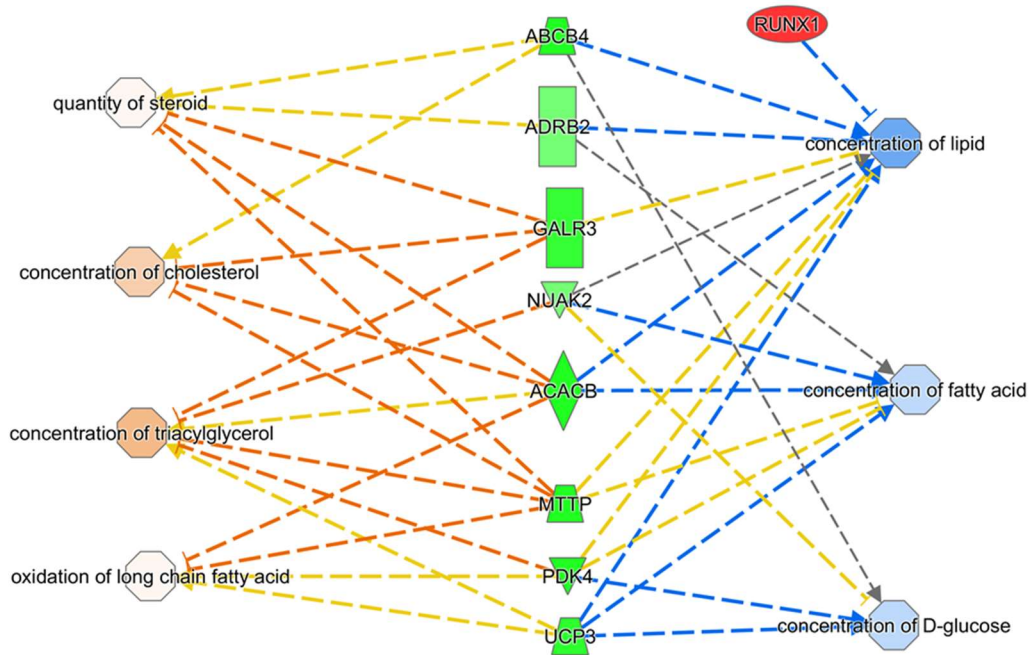 RUNX1
ABCB4
quantity of steroid
ADRB2
concentration of lipid
GALR3
concentration of cholesterol
NUAK2
ACACB
concentration of fatty acid
concentration of triacylglycerol
MTTP
oxidation of long chain fatty acid
PDK4
UCP3
concentration of D-glucose